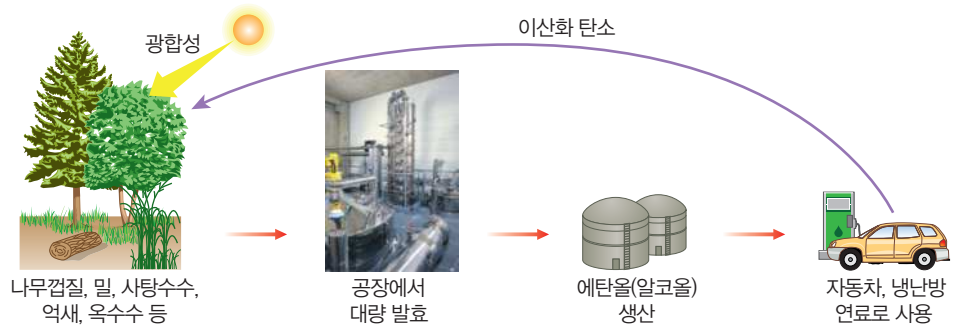 광합성
이산화 탄소
나무껍질, 밀, 사탕수수,
억새, 옥수수 등
공장에서
대량 발효
에탄올(알코올)
생산
자동차, 냉난방
연료로 사용